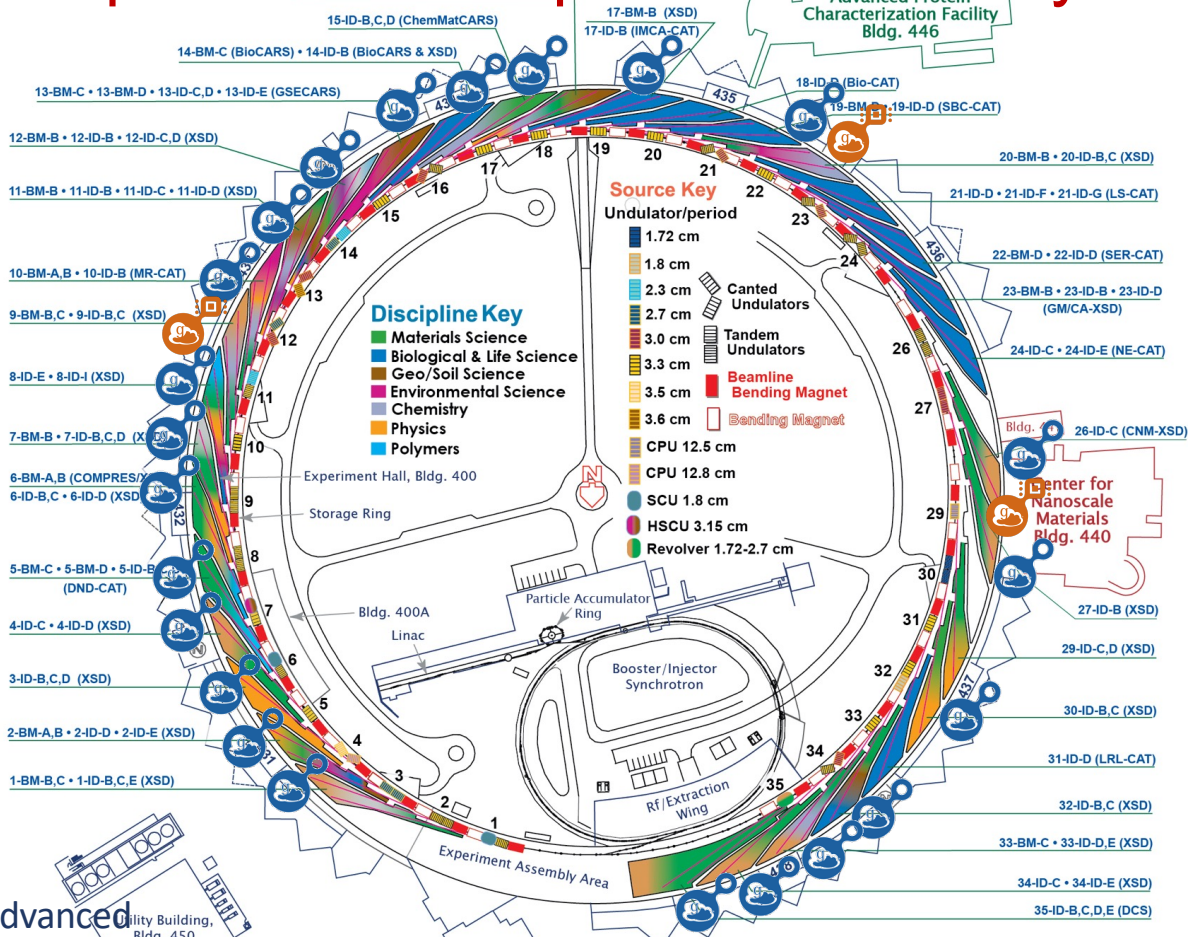 15-ID-B,C,D (ChemMatCARS)
17-BM-B (XSD)
17-ID-B (IMCA-CAT)
Characterization Facility
Bldg. 446
14-BM-C (BioCARS) • 14-ID-B (BioCARS & XSD)
13-BM-C • 13-BM-D • 13-ID-C,D • 13-ID-E (GSECARS)
435
18-ID-D (Bio-CAT)
19-ID-D (SBC-CAT)
12-BM-B • 12-ID-B • 12-ID-C,D (XSD)
20-BM-B • 20-ID-B,C (XSD)
11-BM-B • 11-ID-B • 11-ID-C • 11-ID-D (XSD)
21-ID-D • 21-ID-F • 21-ID-G (LS-CAT)
10-BM-A,B • 10-ID-B (MR-CAT)
436
22-BM-D • 22-ID-D (SER-CAT)
9-BM-B,C • 9-ID-B,C (XSD)
23-BM-B • 23-ID-B • 23-ID-D
(GM/CA-XSD)
8-ID-E • 8-ID-I (XSD)
24-ID-C • 24-ID-E (NE-CAT)
7-BM-B • 7-ID-B,C,D
6-BM-A,B (COMPRES/X
6-ID-B,C • 6-ID-D (XSD
432
Bldg.
26-ID-C (CNM-XSD)
Center for
Nanoscale
Materials
Bldg. 440
5-BM-C • 5-BM-D • 5-ID-B
(DND-CAT)
4-ID-C • 4-ID-D (XSD)
27-ID-B (XSD)
3-ID-B,C,D (XSD)
29-ID-C,D (XSD)
437
2-BM-A,B • 2-ID-D • 2-ID-E (XSD)
30-ID-B,C (XSD)
1-BM-B,C • 1-ID-B,C,E (XSD)
31-ID-D (LRL-CAT)
32-ID-B,C (XSD)
33-BM-C • 33-ID-D,E (XSD)
34-ID-C • 34-ID-E (XSD)
35-ID-B,C,D,E (DCS)
Source Key
Undulator/period
1.72 cm
1.8 cm
2.3 cm
2.7 cm
3.0 cm
3.3 cm
3.5 cm
3.6 cm
CPU 12.5 cm
CPU 12.8 cm
SCU 1.8 cm
HSCU 3.15 cm
Revolver 1.72-2.7 cm
Canted
Undulators
Tandem
Undulators
Beamline
Bending Magnet
Bending Magnet
Discipline Key
Materials Science
Biological & Life Science
Geo/Soil Science
Environmental Science
Chemistry
Physics
Polymers
Experiment Hall, Bldg. 400
Storage Ring
N
Bldg. 400A
Linac
Particle Accumulator
Ring
Booster/Injector
Synchrotron
Rf/Extraction
Wing
Experiment Assembly Area
1
2
3
4
5
6
7
8
9
10
11
12
13
14
15
16
17
18
19
20
21
22
23
24
26
27
29
30
31
32
33
34
35
dvanced
Utility Building,
Bldg. 450